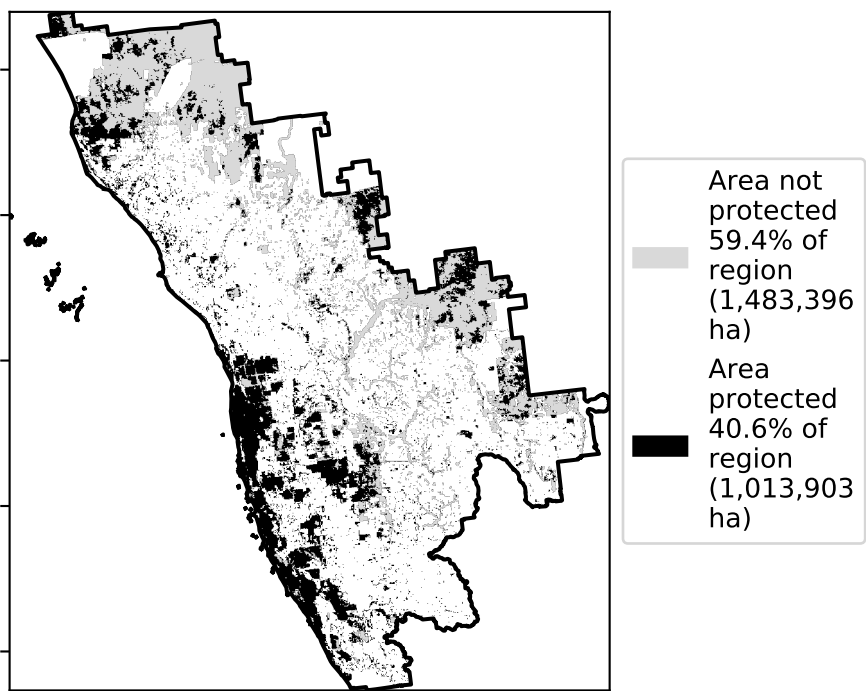 Area not
protected
59.4% of
region
(1,483,396
ha)
Area
protected
40.6% of
region
(1,013,903
ha)